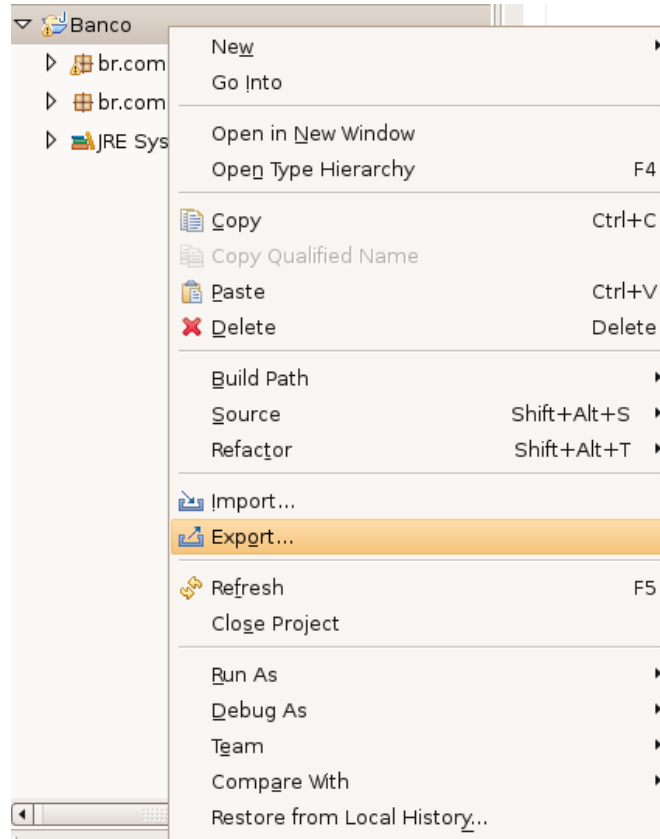 Banco
br.com
br.com
JRE Sys
New
Go Into
Open in New Window
Open Type Hierarchy F4
Copy Ctrl+C
Copy Qualified Name
Paste Ctrl+V
Delete Delete
Build Path
Source Shift+Alt+S
Refactor Shift+Alt+T
Import...
Export...
Refresh F5
Close Project
Run As
Debug As
Team
Compare With
Restore from Local History...